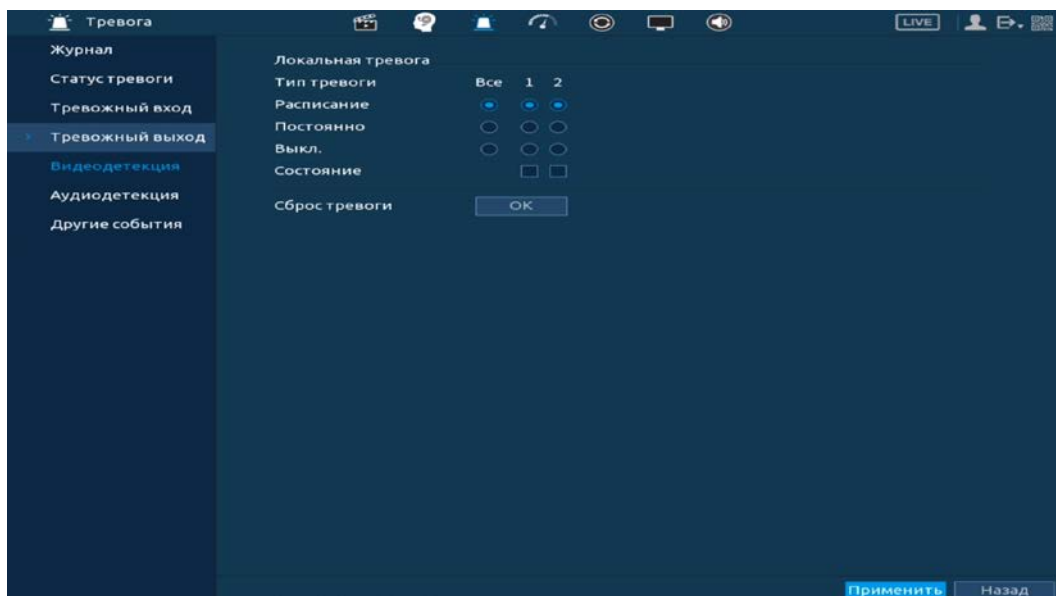 Тревога
LIVE
Журнал
Статус тревоги
Тревожный вход
Тревожный выход
Видеодетекция
Аудиодетекция
Другие события
Локальная тревога
Тип тревоги Все 1 2
Расписание
Постоянно
Выкл.
Состояние
Сброс тревоги OK
Применить Назад